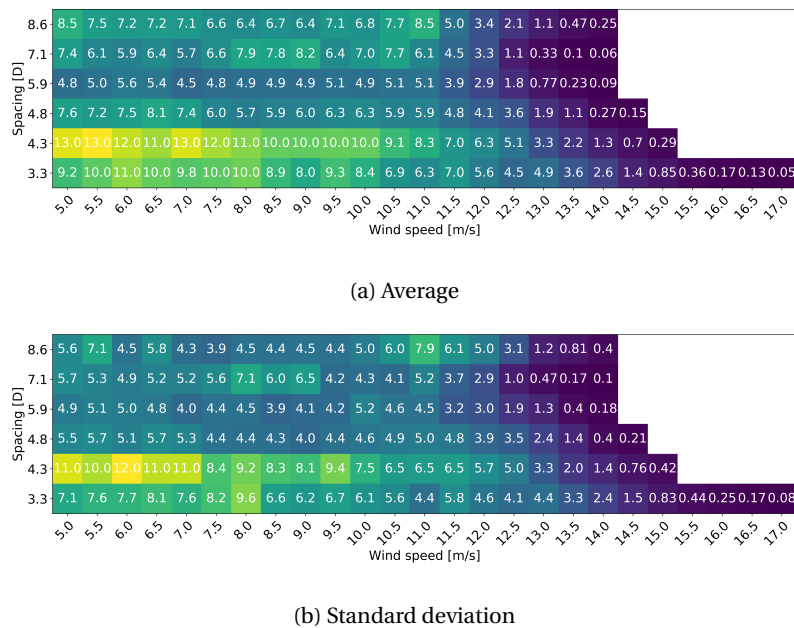 8.6 8.5 7.5 7.2 7.2 7.1 6.6 6.4 6.7 6.4 7.1 6.8 7.7 8.5 5.0 3.4 2.1 1.1 0.47 0.25
7.1 7.4 6.1 5.9 6.4 5.7 6.6 7.9 7.8 8.2 6.4 7.0 7.7 6.1 4.5 3.3 1.1 0.33 0.1 0.06
5.9 4.8 5.0 5.6 5.4 4.5 4.8 4.9 4.9 4.9 5.1 4.9 5.1 5.1 3.9 2.9 1.8 0.77 0.23 0.09
4.8 7.6 7.2 7.5 8.1 7.4 6.0 5.7 5.9 6.0 6.3 6.3 5.9 5.9 4.8 4.1 3.6 1.9 1.1 0.27 0.15
4.3 13.0 13.0 12.0 11.0 13.0 12.0 11.0 10.0 10.0 10.0 10.0 9.1 8.3 7.0 6.3 5.1 3.3 2.2 1.3 0.7 0.29
3.3 9.2 10.0 11.0 10.0 9.8 10.0 10.0 8.9 8.0 9.3 8.4 6.9 6.3 7.0 5.6 4.5 4.9 3.6 2.6 1.4 0.85 0.36 0.17 0.13 0.05
Spacing [D]
5.0 5.5 6.0 6.5 7.0 7.5 8.0 8.5 9.0 9.5 10.0 10.5 11.0 11.5 12.0 12.5 13.0 13.5 14.0 14.5 15.0 15.5 16.0 16.5 17.0
Wind speed [m/s]
(a) Average
8.6 5.6 7.1 4.5 5.8 4.3 3.9 4.5 4.4 4.5 4.4 5.0 6.0 7.9 6.1 5.0 3.1 1.2 0.81 0.4
7.1 5.7 5.3 4.9 5.2 5.2 5.6 7.1 6.0 6.5 4.2 4.3 4.1 5.2 3.7 2.9 1.0 0.47 0.17 0.1
5.9 4.9 5.1 5.0 4.8 4.0 4.4 4.5 3.9 4.1 4.2 5.2 4.6 4.5 3.2 3.0 1.9 1.3 0.4 0.18
4.8 5.5 5.7 5.1 5.7 5.3 4.4 4.4 4.3 4.0 4.4 4.6 4.9 5.0 4.8 3.9 3.5 2.4 1.4 0.4 0.21
4.3 11.0 10.0 12.0 11.0 11.0 8.4 9.2 8.3 8.1 9.4 7.5 6.5 6.5 6.5 5.7 5.0 3.3 2.0 1.4 0.76 0.42
3.3 7.1 7.6 7.7 8.1 7.6 8.2 9.6 6.6 6.2 6.7 6.1 5.6 4.4 5.8 4.6 4.1 4.4 3.3 2.4 1.5 0.83 0.44 0.25 0.17 0.08
Spacing [D]
5.0 5.5 6.0 6.5 7.0 7.5 8.0 8.5 9.0 9.5 10.0 10.5 11.0 11.5 12.0 12.5 13.0 13.5 14.0 14.5 15.0 15.5 16.0 16.5 17.0
Wind speed [m/s]
(b) Standard deviation